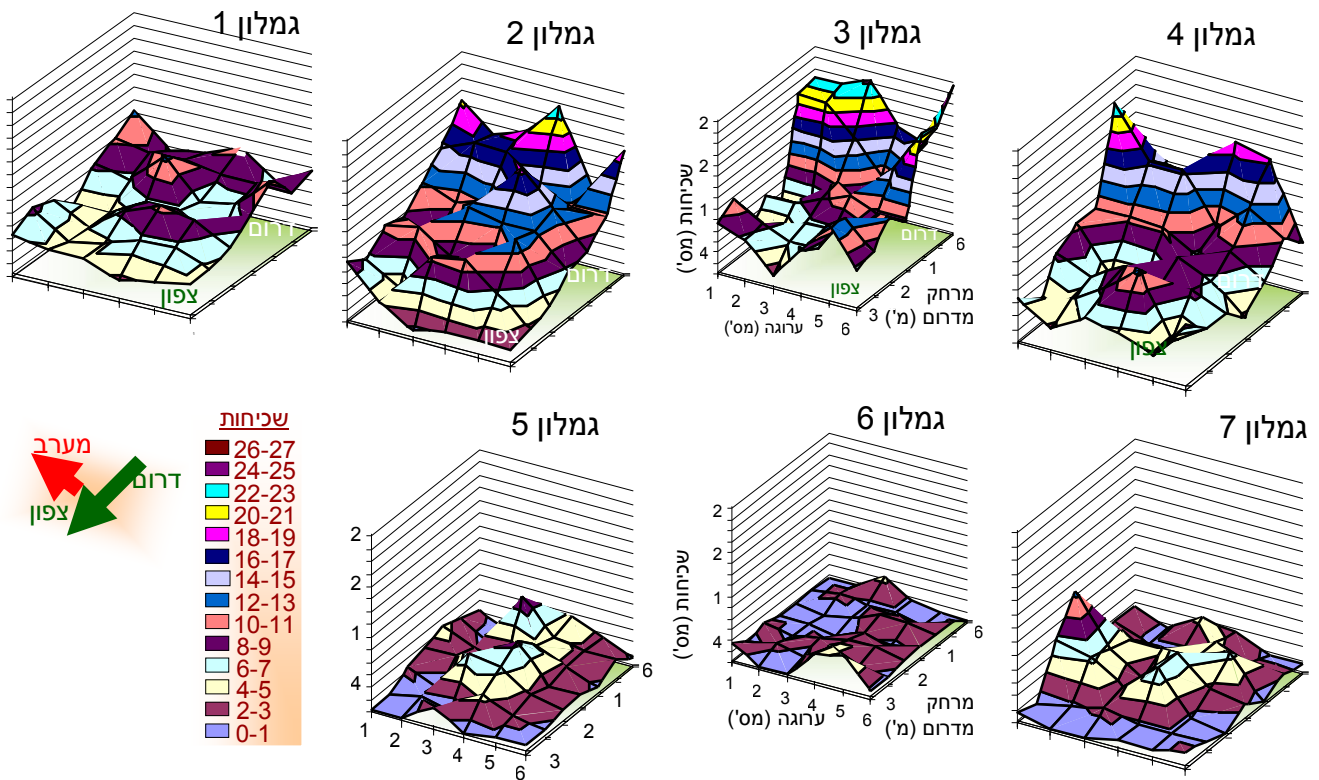 גמלון 1
דרום
צפון
גמלון 2
דרום
צפון
גמלון 3
שכיחות (מס')
2
2
1
1
4
1
2
3
4
5
6
ערוגה (מס')
3
2
1
6
מרחק
מדרום (מ')
דרום
צפון
גמלון 4
דרום
צפון
מערב
דרום
צפון
שכיחות
26-27
24-25
22-23
20-21
18-19
16-17
14-15
12-13
10-11
8-9
6-7
4-5
2-3
0-1
גמלון 5
2
2
1
4
1
2
3
4
5
6
3
2
1
6
גמלון 6
שכיחות (מס')
2
2
1
4
1
2
3
4
5
6
ערוגה (מס')
3
2
1
6
מרחק
מדרום (מ')
גמלון 7